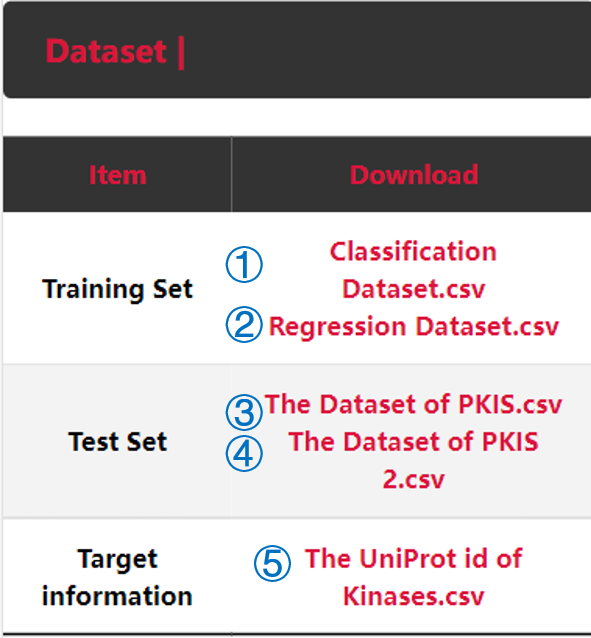 Dataset |
Item Download
Training Set
① Classification
Dataset.csv
② Regression Dataset.csv
Test Set
③ The Dataset of PKIS.csv
④ The Dataset of PKIS
2.csv
Target
information
⑤ The UniProt id of
Kinases.csv